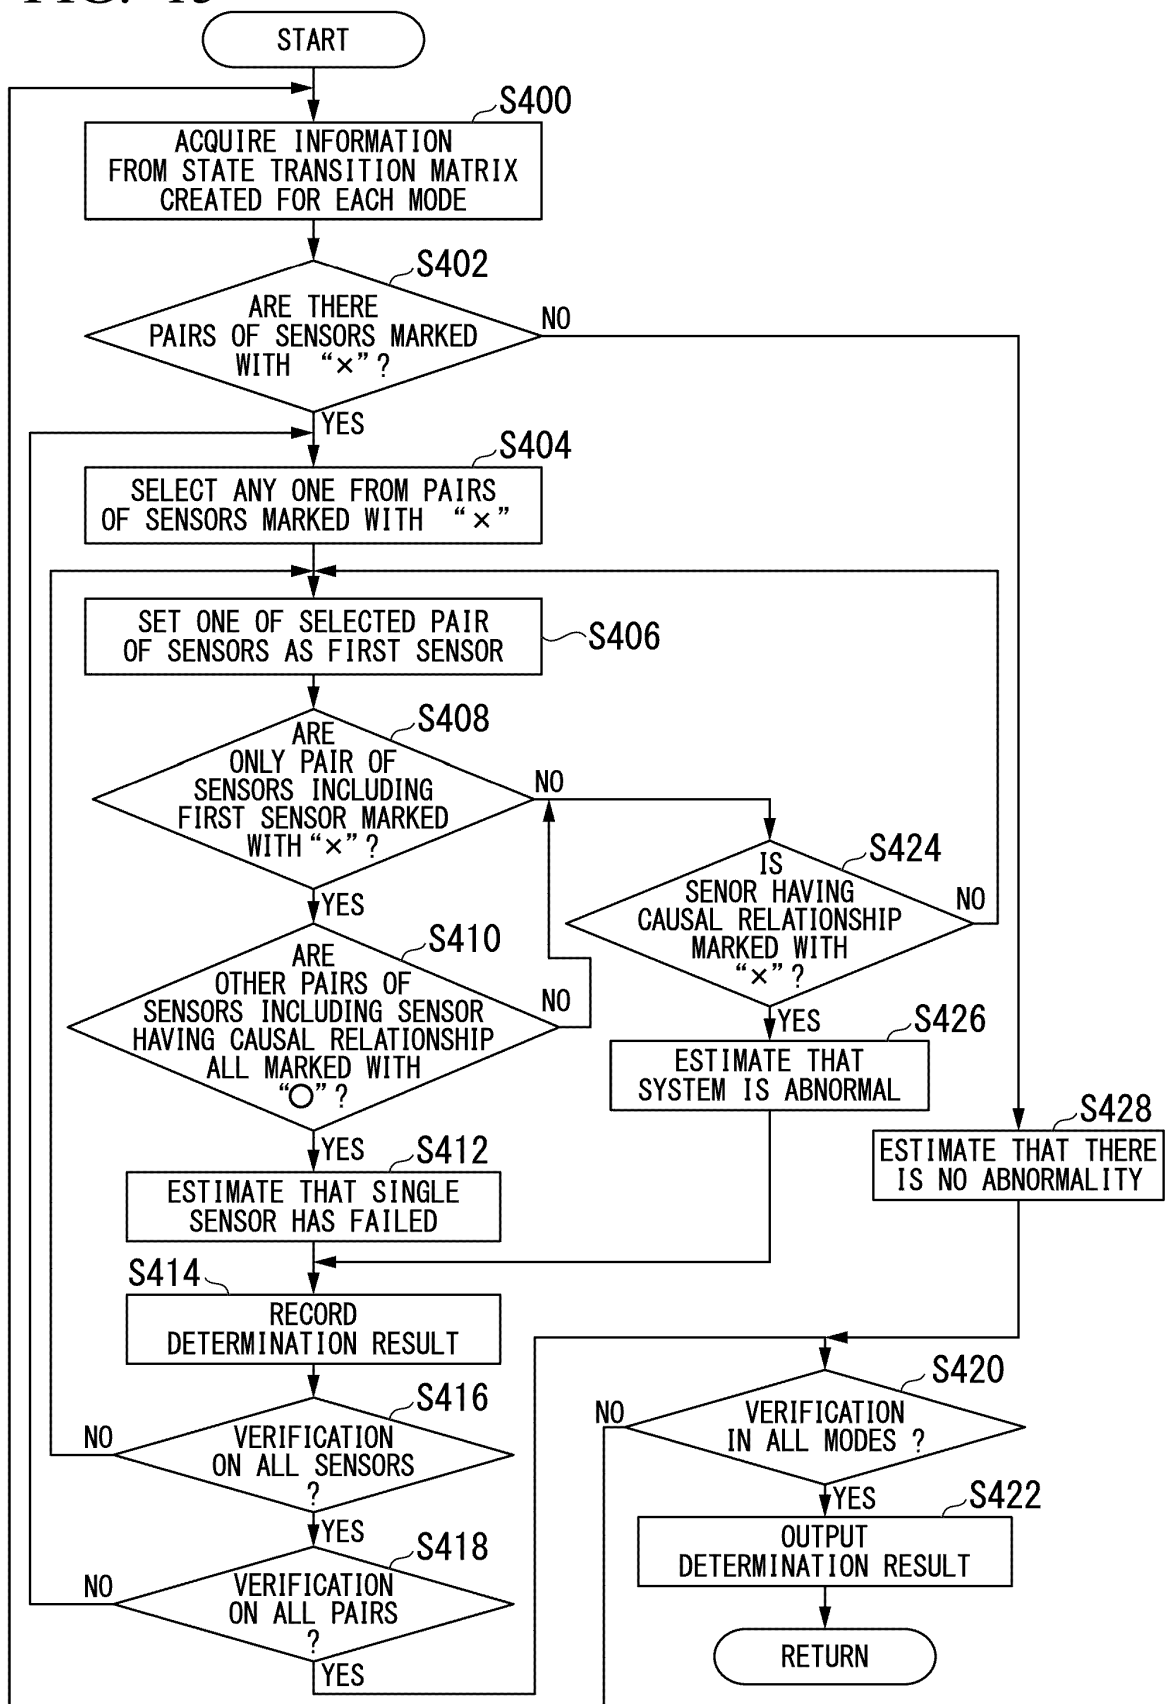 START
S400
ACQUIRE INFORMATION
FROM STATE TRANSITION MATRIX
CREATED FOR EACH MODE
S402
ARE THERE
PAIRS OF SENSORS MARKED
WITH “×”?
NO
YES
S404
SELECT ANY ONE FROM PAIRS
OF SENSORS MARKED WITH “×”
SET ONE OF SELECTED PAIR
OF SENSORS AS FIRST SENSOR
S406
S408
ARE
ONLY PAIR OF
SENSORS INCLUDING
FIRST SENSOR MARKED
WITH “×”?
NO
YES
S424
IS
SENOR HAVING
CAUSAL RELATIONSHIP
MARKED WITH
“×”?
NO
YES
S410
ARE
OTHER PAIRS OF
SENSORS INCLUDING SENSOR
HAVING CAUSAL RELATIONSHIP
ALL MARKED WITH
“○”?
NO
YES
S426
ESTIMATE THAT
SYSTEM IS ABNORMAL
S428
ESTIMATE THAT THERE
IS NO ABNORMALITY
S412
ESTIMATE THAT SINGLE
SENSOR HAS FAILED
S414
RECORD
DETERMINATION RESULT
S416
VERIFICATION
ON ALL SENSORS
?
NO
YES
S418
VERIFICATION
ON ALL PAIRS
?
NO
YES
S420
VERIFICATION
IN ALL MODES ?
NO
YES
S422
OUTPUT
DETERMINATION RESULT
RETURN